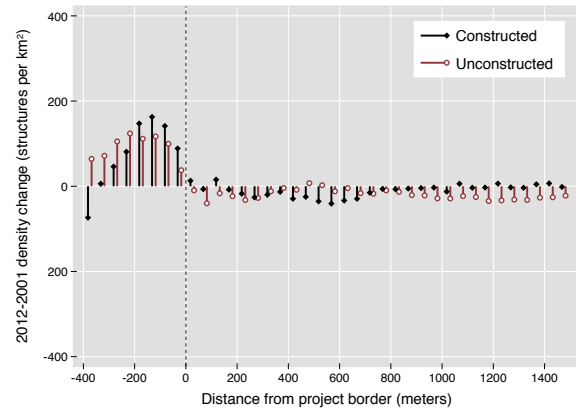 400
200
0
200
-400
2012-2001 density change (structures per km²)
Constructed
Unconstructed
-400 -200 0 200 400 600 800 1000 1200 1400
Distance from project border (meters)